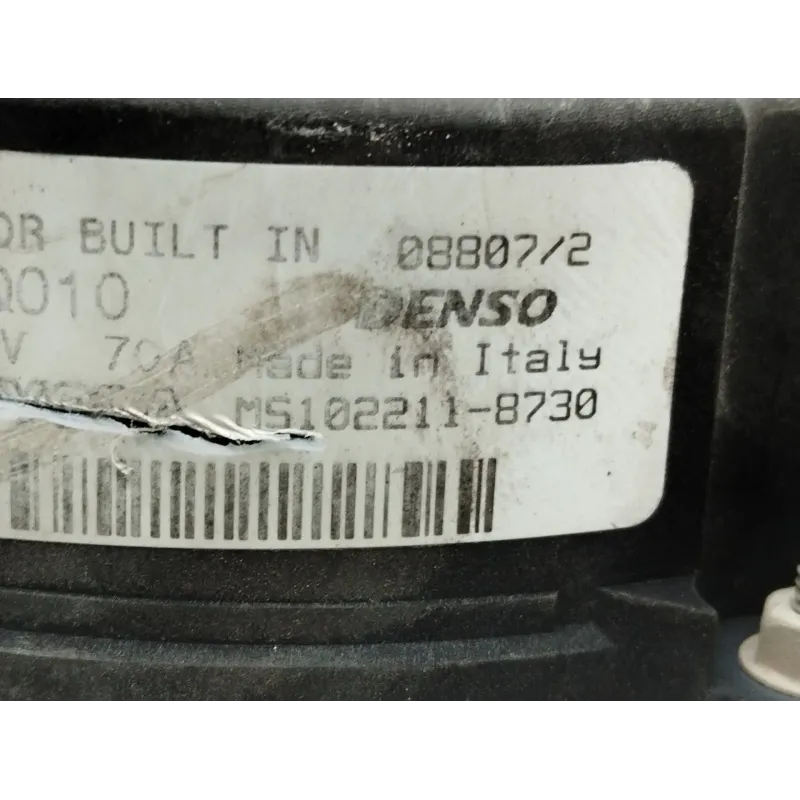 OR BUILT IN 08807/2
Q010 DENSO
V 70A Made in Italy
MS102211-8730